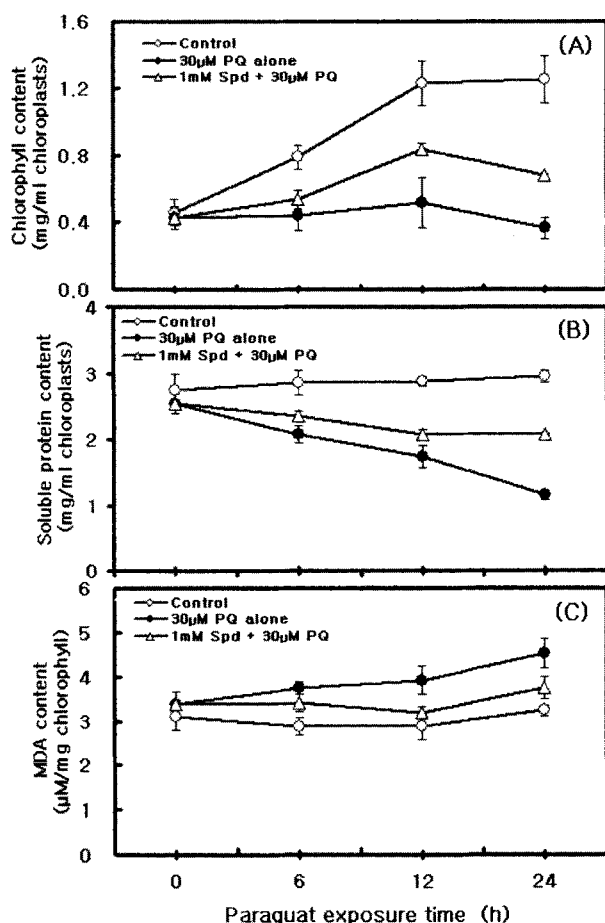 (A)
Control
30μM PQ alone
1mM Spd + 30μM PQ
Chlorophyll content
(mg/ml chloroplasts)
1.6
1.2
0.8
0.4
0.0
(B)
Control
30μM PQ alone
1mM Spd + 30μM PQ
Soluble protein content
(mg/ml chloroplasts)
4
3
2
1
0
(C)
Control
30μM PQ alone
1mM Spd + 30μM PQ
MDA content
(μM/mg chlorophyll)
6
5
4
3
2
1
0
0 6 12 24
Paraquat exposure time (h)